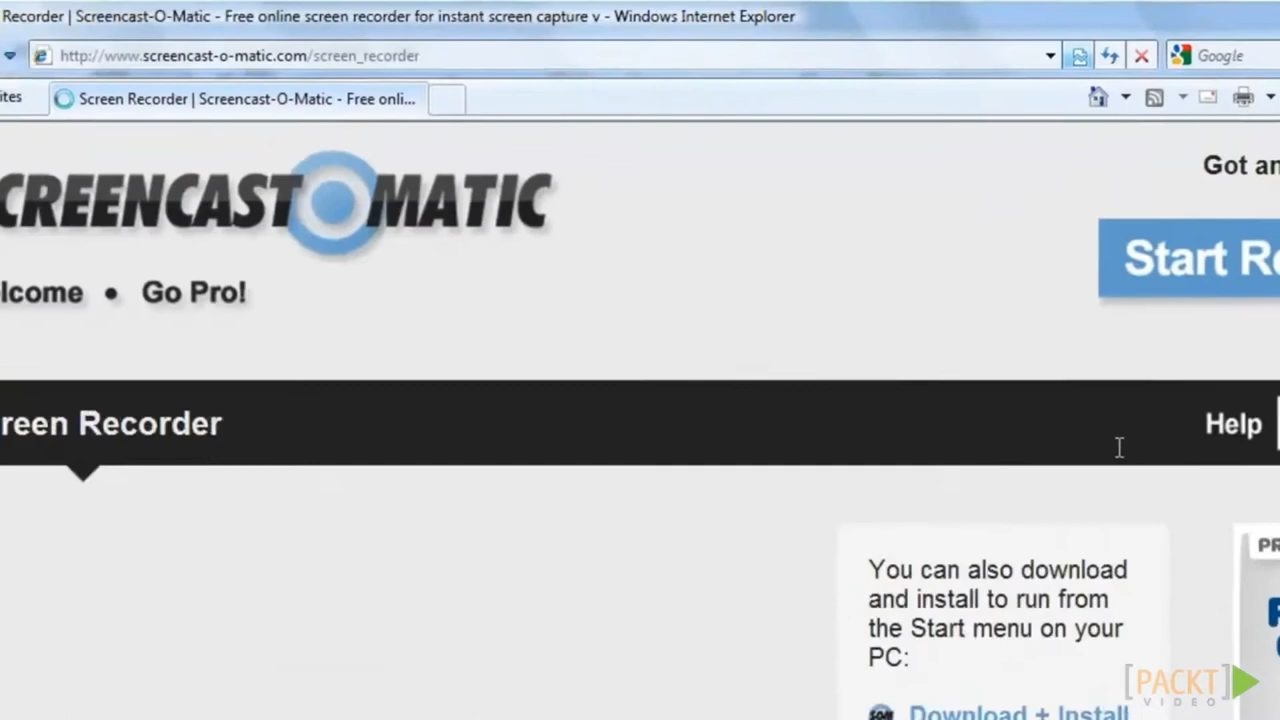 Recorder | Screencast-O-Matic - Free online screen recorder for instant screen capture v - Windows Internet Explorer
http://www.screencast-o-matic.com/screen_recorder
Google
ites
Screen Recorder | Screencast-O-Matic - Free onli...
CREENCAST O MATIC
Got an
Start Re
lcome • Go Pro!
reen Recorder
Help
You can also download
and install to run from
the Start menu on your
PC:
SOM Download + Install
PR
[PACKT]
VIDEO